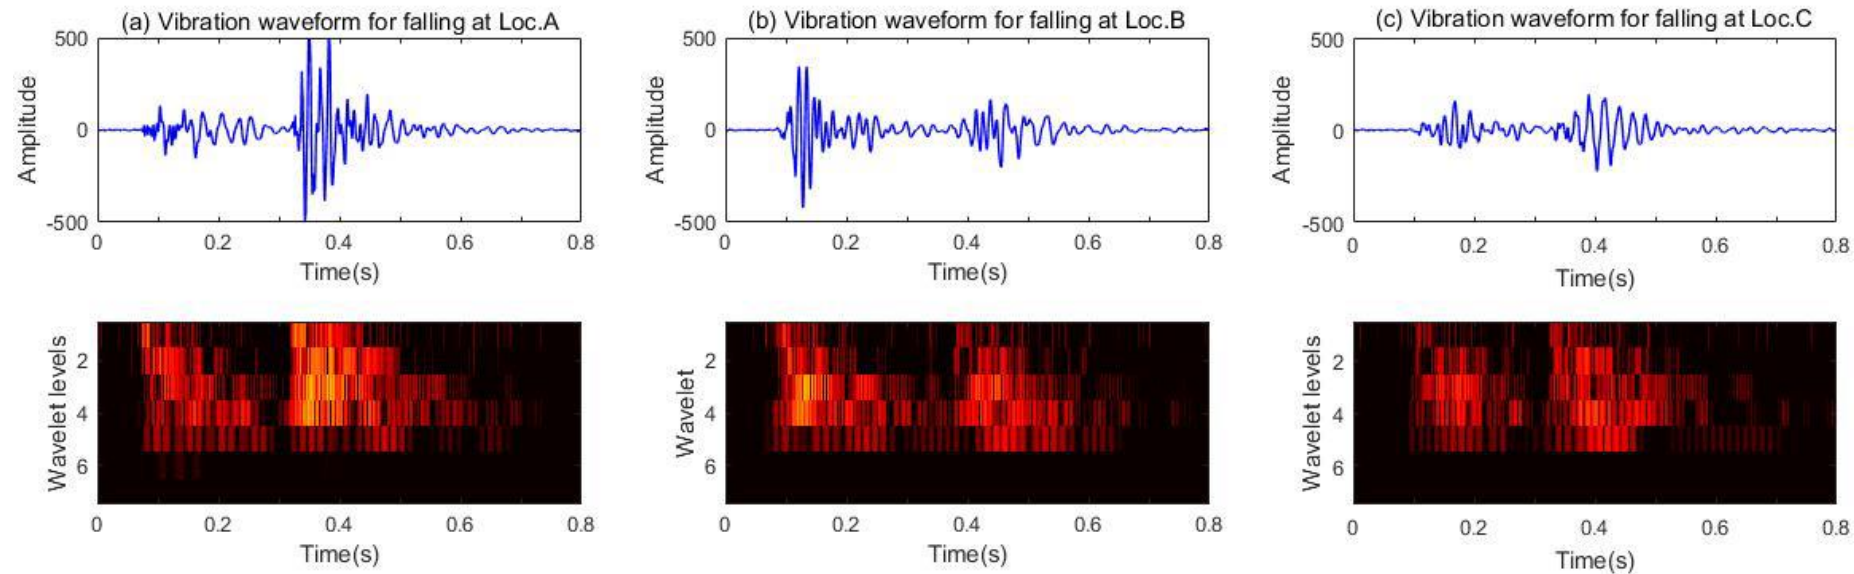 (a) Vibration waveform for falling at Loc.A
500
0
-500
Amplitude
0 0.2 0.4 0.6 0.8
Time(s)
Wavelet levels
2
4
6
0 0.2 0.4 0.6 0.8
Time(s)
(b) Vibration waveform for falling at Loc.B
500
0
-500
Amplitude
0 0.2 0.4 0.6 0.8
Time(s)
Wavelet
2
4
6
0 0.2 0.4 0.6 0.8
Time(s)
(c) Vibration waveform for falling at Loc.C
500
0
-500
Amplitude
0 0.2 0.4 0.6 0.8
Time(s)
Wavelet levels
2
4
6
0 0.2 0.4 0.6 0.8
Time(s)